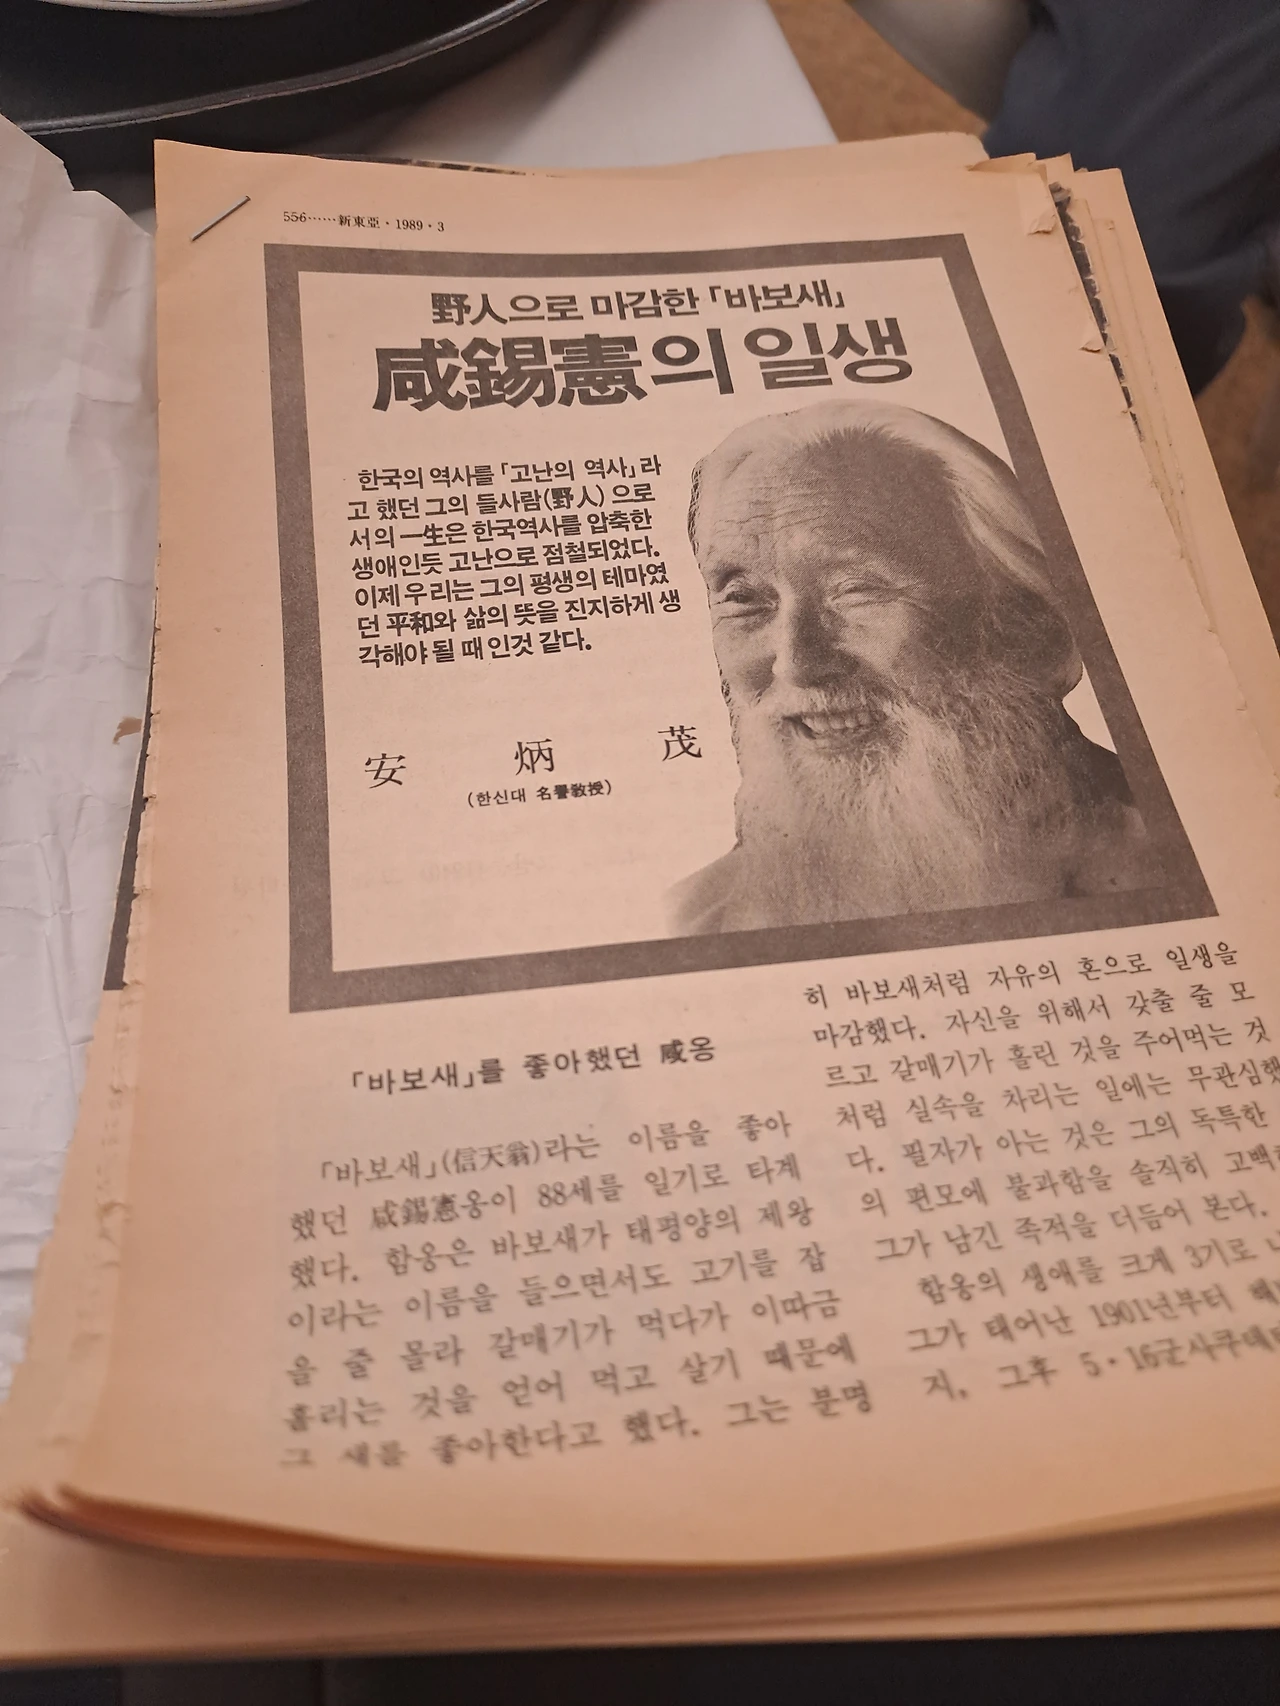 556……新東亞・1989・3
野人으로 마감한 「바보새」
咸錫憲의 일생
한국의 역사를 「고난의 역사」라
고 했던 그의 들사람(野人) 으로
서의 一生은 한국역사를 압축한
생애인듯 고난으로 점철되었다.
이제 우리는 그의 평생의 테마였
던 平和와 삶의 뜻을 진지하게 생
각해야 될 때인것 같다.
安 炳 茂
(한신대 名譽敎授)
「바보새」를 좋아했던 咸옹
「바보새」(信天翁)라는 이름을 좋아
했던 咸錫憲옹이 88세를 일기로 타계
했다. 함옹은 바보새가 태평양의 제왕
이라는 이름을 들으면서도 고기를 잡
을 줄 몰라 갈매기가 먹다가 이따금
흘리는 것을 얻어 먹고 살기 때문에
그 새를 좋아한다고 했다. 그는 분명
히 바보새처럼 자유의 혼으로 일생을
마감했다. 자신을 위해서 갖출 줄 모
르고 갈매기가 흘린 것을 주어먹는 것
처럼 실속을 차리는 일에는 무관심했
다. 필자가 아는 것은 그의 독특한
의 편모에 불과함을 솔직히 고백
그가 남긴 족적을 더듬어 본다.
함옹의 생애를 크게 3기로
그가 태어난 1901년부터
지, 그후 5・16군사쿠데